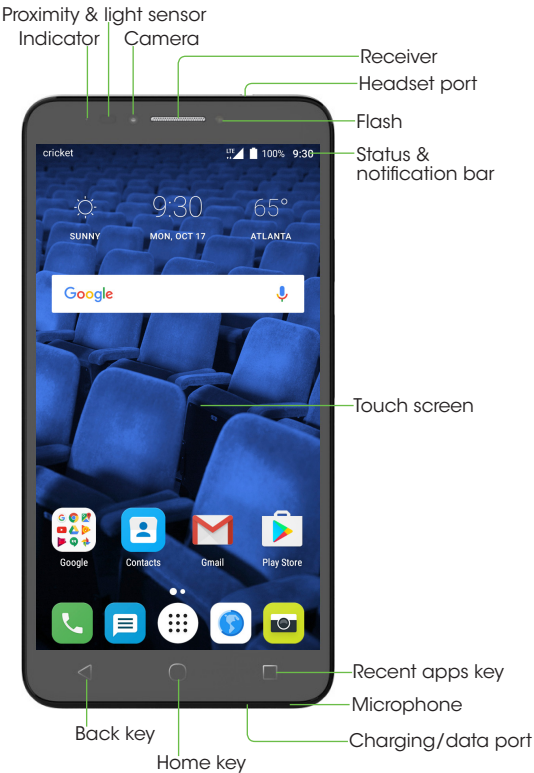 Proximity & light sensor
Indicator
Camera
Receiver
Headset port
Flash
Status &
notification bar
cricket
LTE
100%
9:30
9:30
65°
SUNNY
MON, OCT 17
ATLANTA
Google
Touch screen
Google
Contacts
Gmail
Play Store
Recent apps key
Microphone
Charging/data port
Back key
Home key